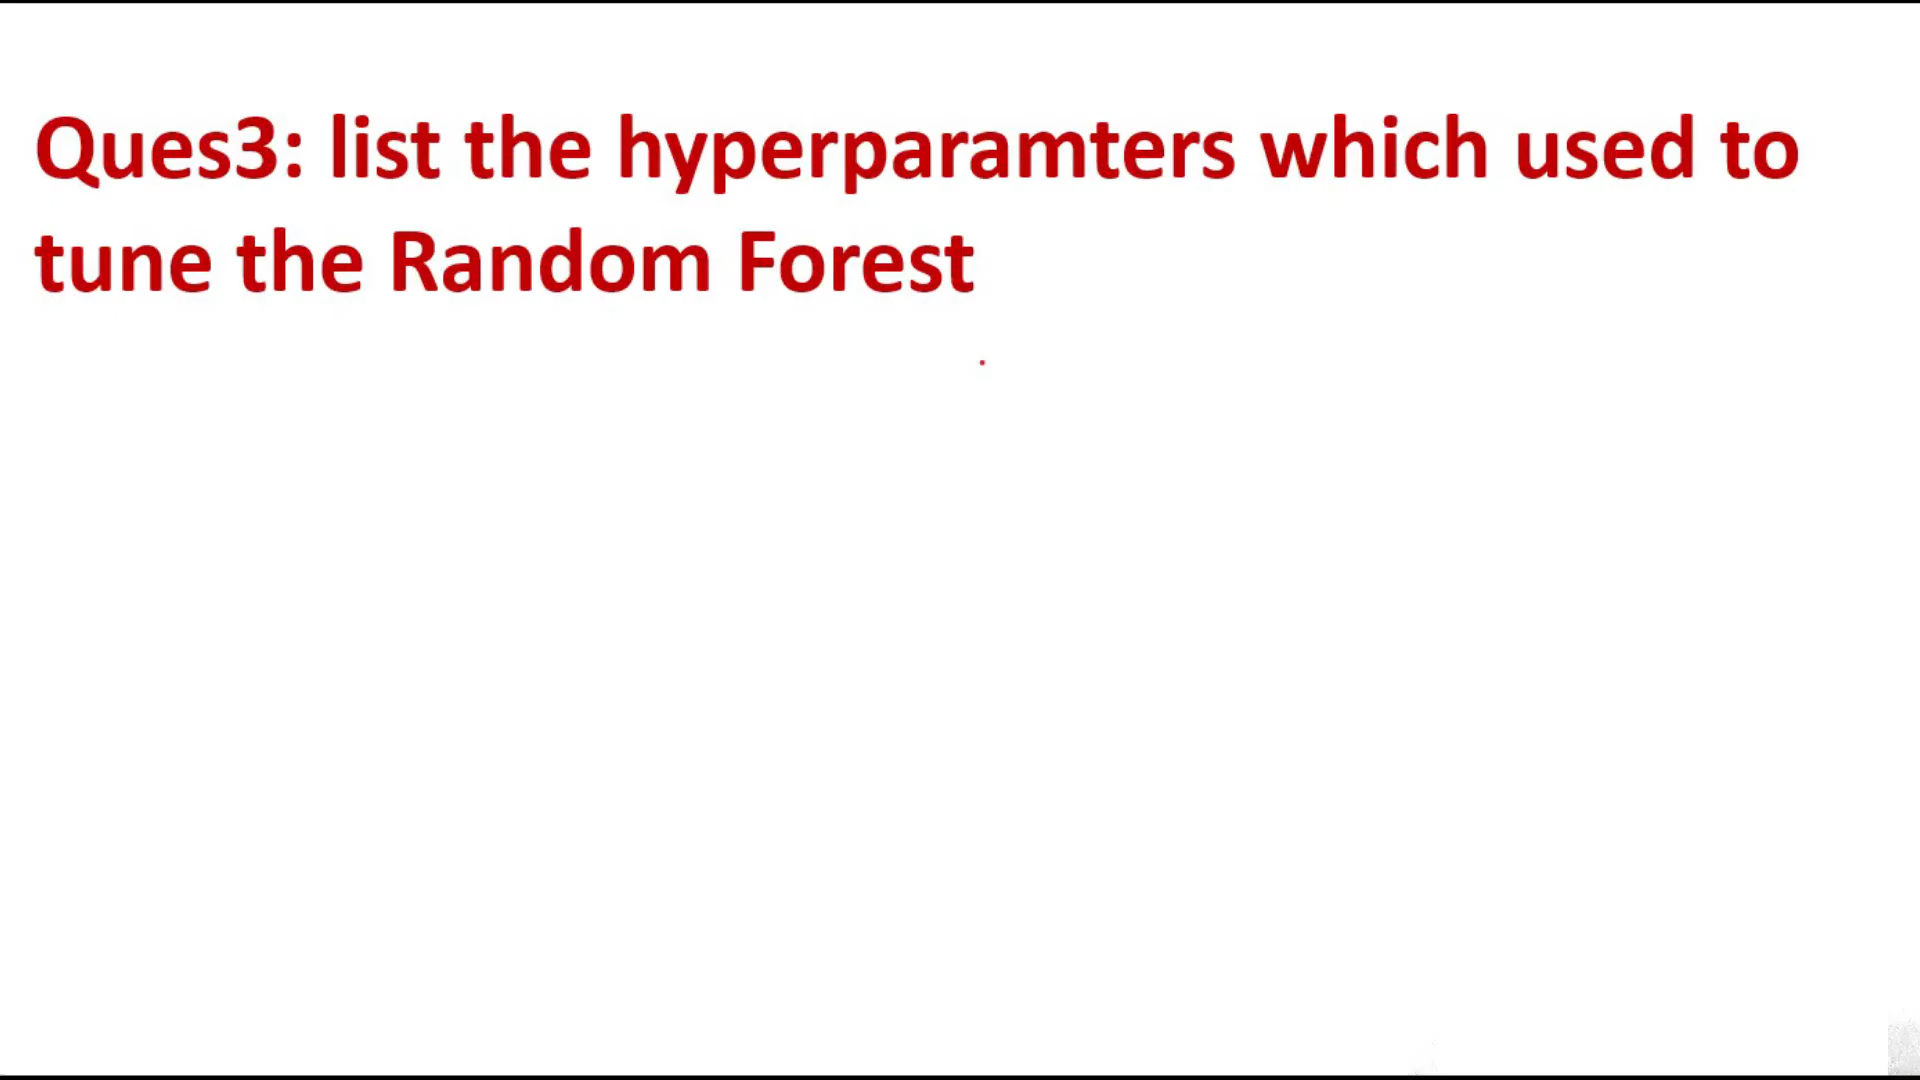 Ques3: list the hyperparamters which used to
tune the Random Forest